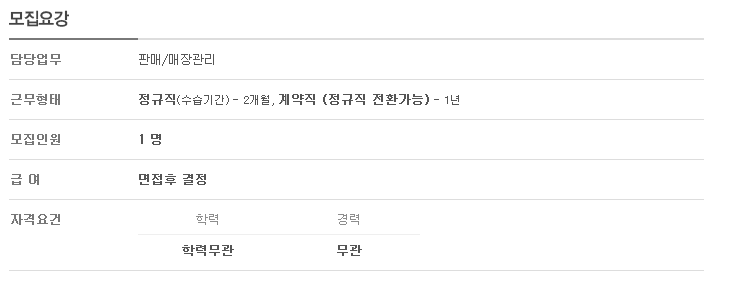 모집요강
담당업무 판매/매장관리
근무형태 정규직(수습기간) - 2개월, 계약직 (정규직 전환가능) - 1년
모집인원 1 명
급 여 면접후 결정
자격요건 학력 경력
학력무관 무관